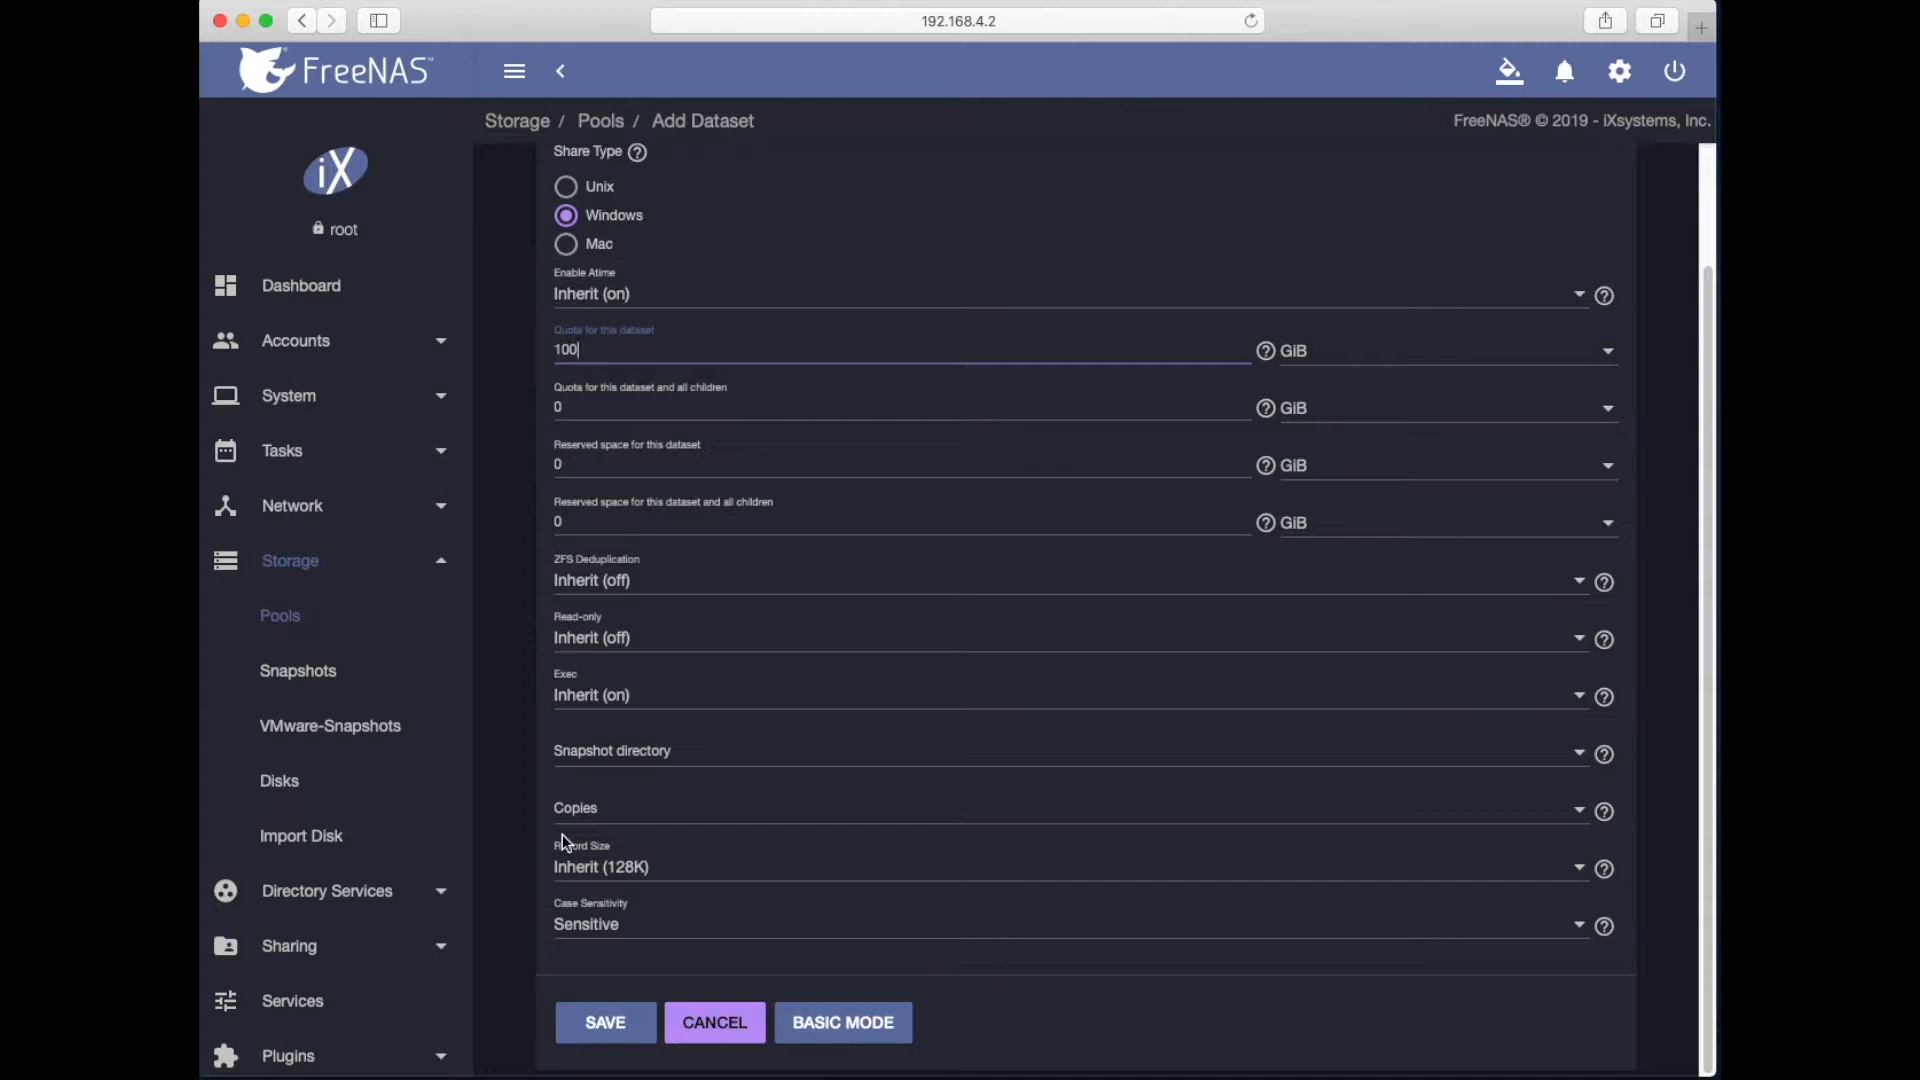 192.168.4.2
FreeNAS™
Storage / Pools / Add Dataset
FreeNAS® © 2019 - iXsystems, Inc.
iX
root
Dashboard
Accounts
System
Tasks
Network
Storage
Pools
Snapshots
VMware-Snapshots
Disks
Import Disk
Directory Services
Sharing
Services
Plugins
Share Type
Unix
Windows
Mac
Enable Atime
Inherit (on)
Quota for this dataset
100 GiB
Quota for this dataset and all children
0 GiB
Reserved space for this dataset
0 GiB
Reserved space for this dataset and all children
0 GiB
ZFS Deduplication
Inherit (off)
Read-only
Inherit (off)
Exec
Inherit (on)
Snapshot directory
Copies
Record Size
Inherit (128K)
Case Sensitivity
Sensitive
SAVE CANCEL BASIC MODE